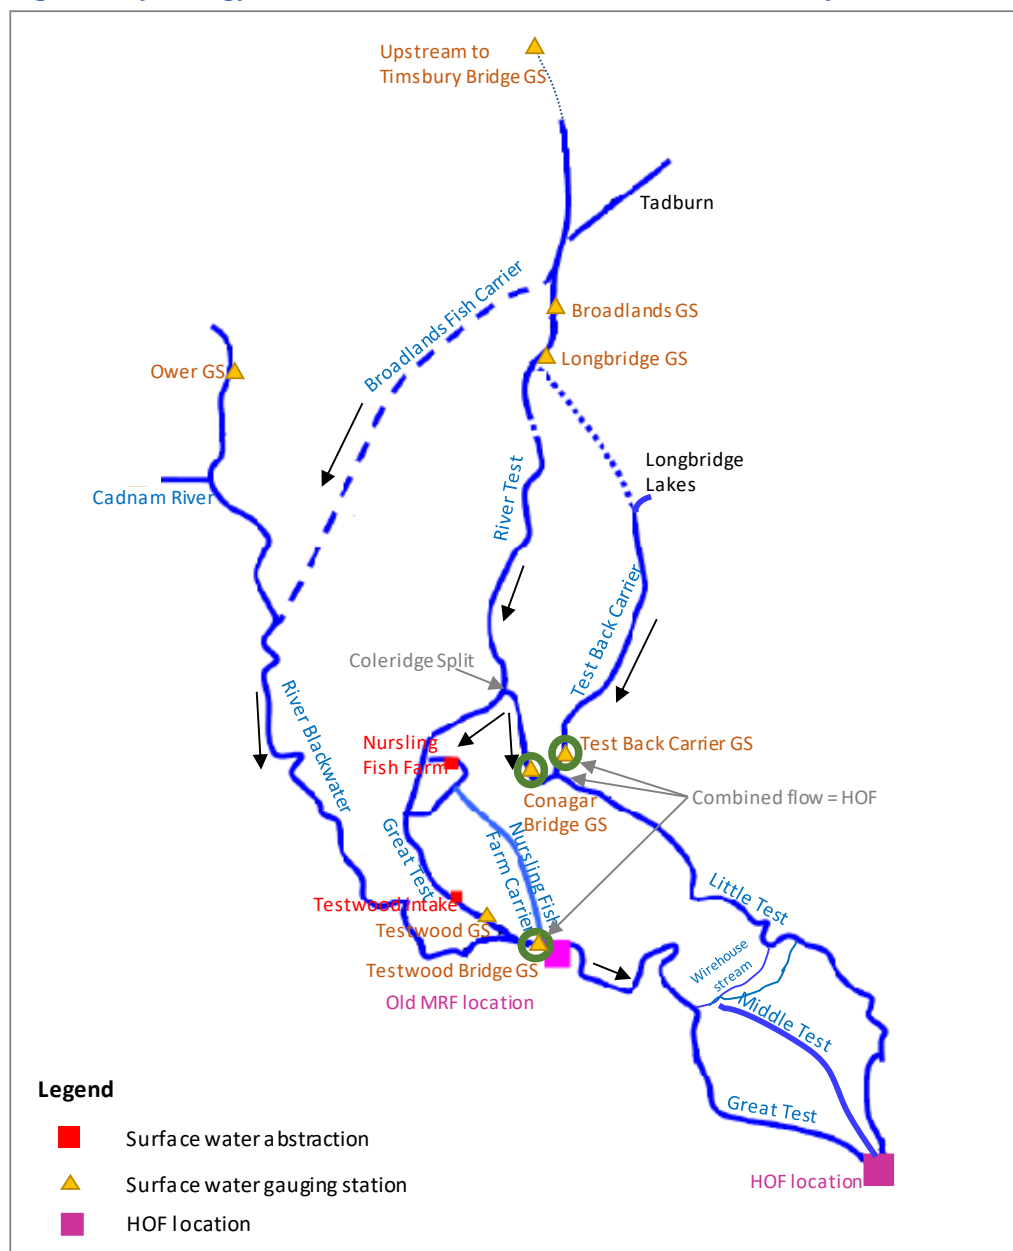 Upstream to
Timsbury Bridge GS
Tadburn
Broadlands Fish Carrier
Broadlands GS
Longbridge GS
Ower GS
Longbridge
Lakes
Cadnam River
River Test
Test Back Carrier
Coleridge Split
River Blackwater
Nursling
Fish Farm
Test Back Carrier GS
Conagar
Bridge GS
Combined flow = HOF
Great Test
Nursling Fish
Farm Carrier
Little Test
Testwood intake
Testwood GS
Testwood Bridge GS
Old MRF location
Wirehouse
stream
Middle Test
Great Test
HOF location
Legend
Surface water abstraction
Surface water gauging station
HOF location